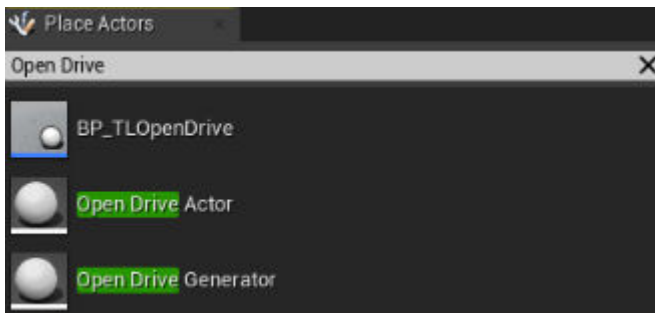 Place Actors
Open Drive
BP_TLOpenDrive
Open Drive Actor
Open Drive Generator